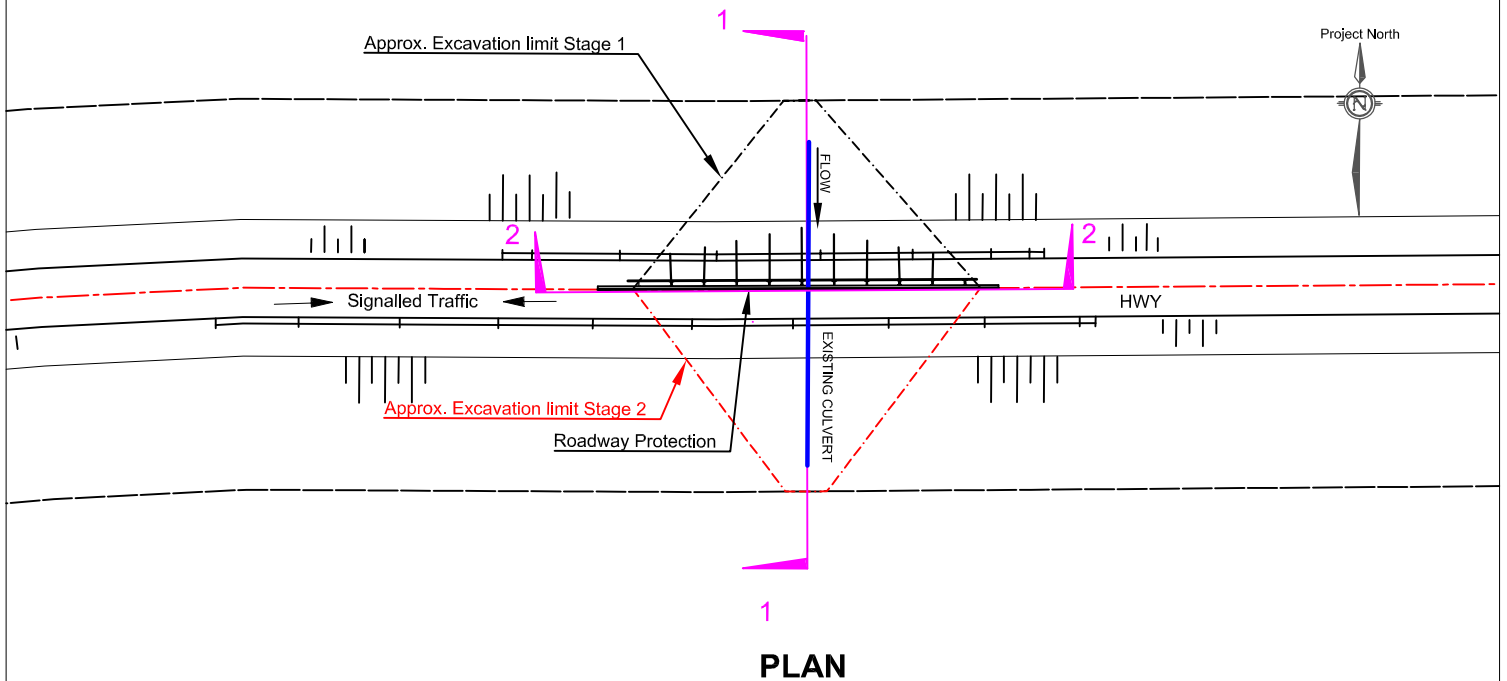 1
Approx. Excavation limit Stage 1
Project North
N
FLOW
2
2
Signalled Traffic
HWY
EXISTING CULVERT
Approx. Excavation limit Stage 2
Roadway Protection
1
PLAN